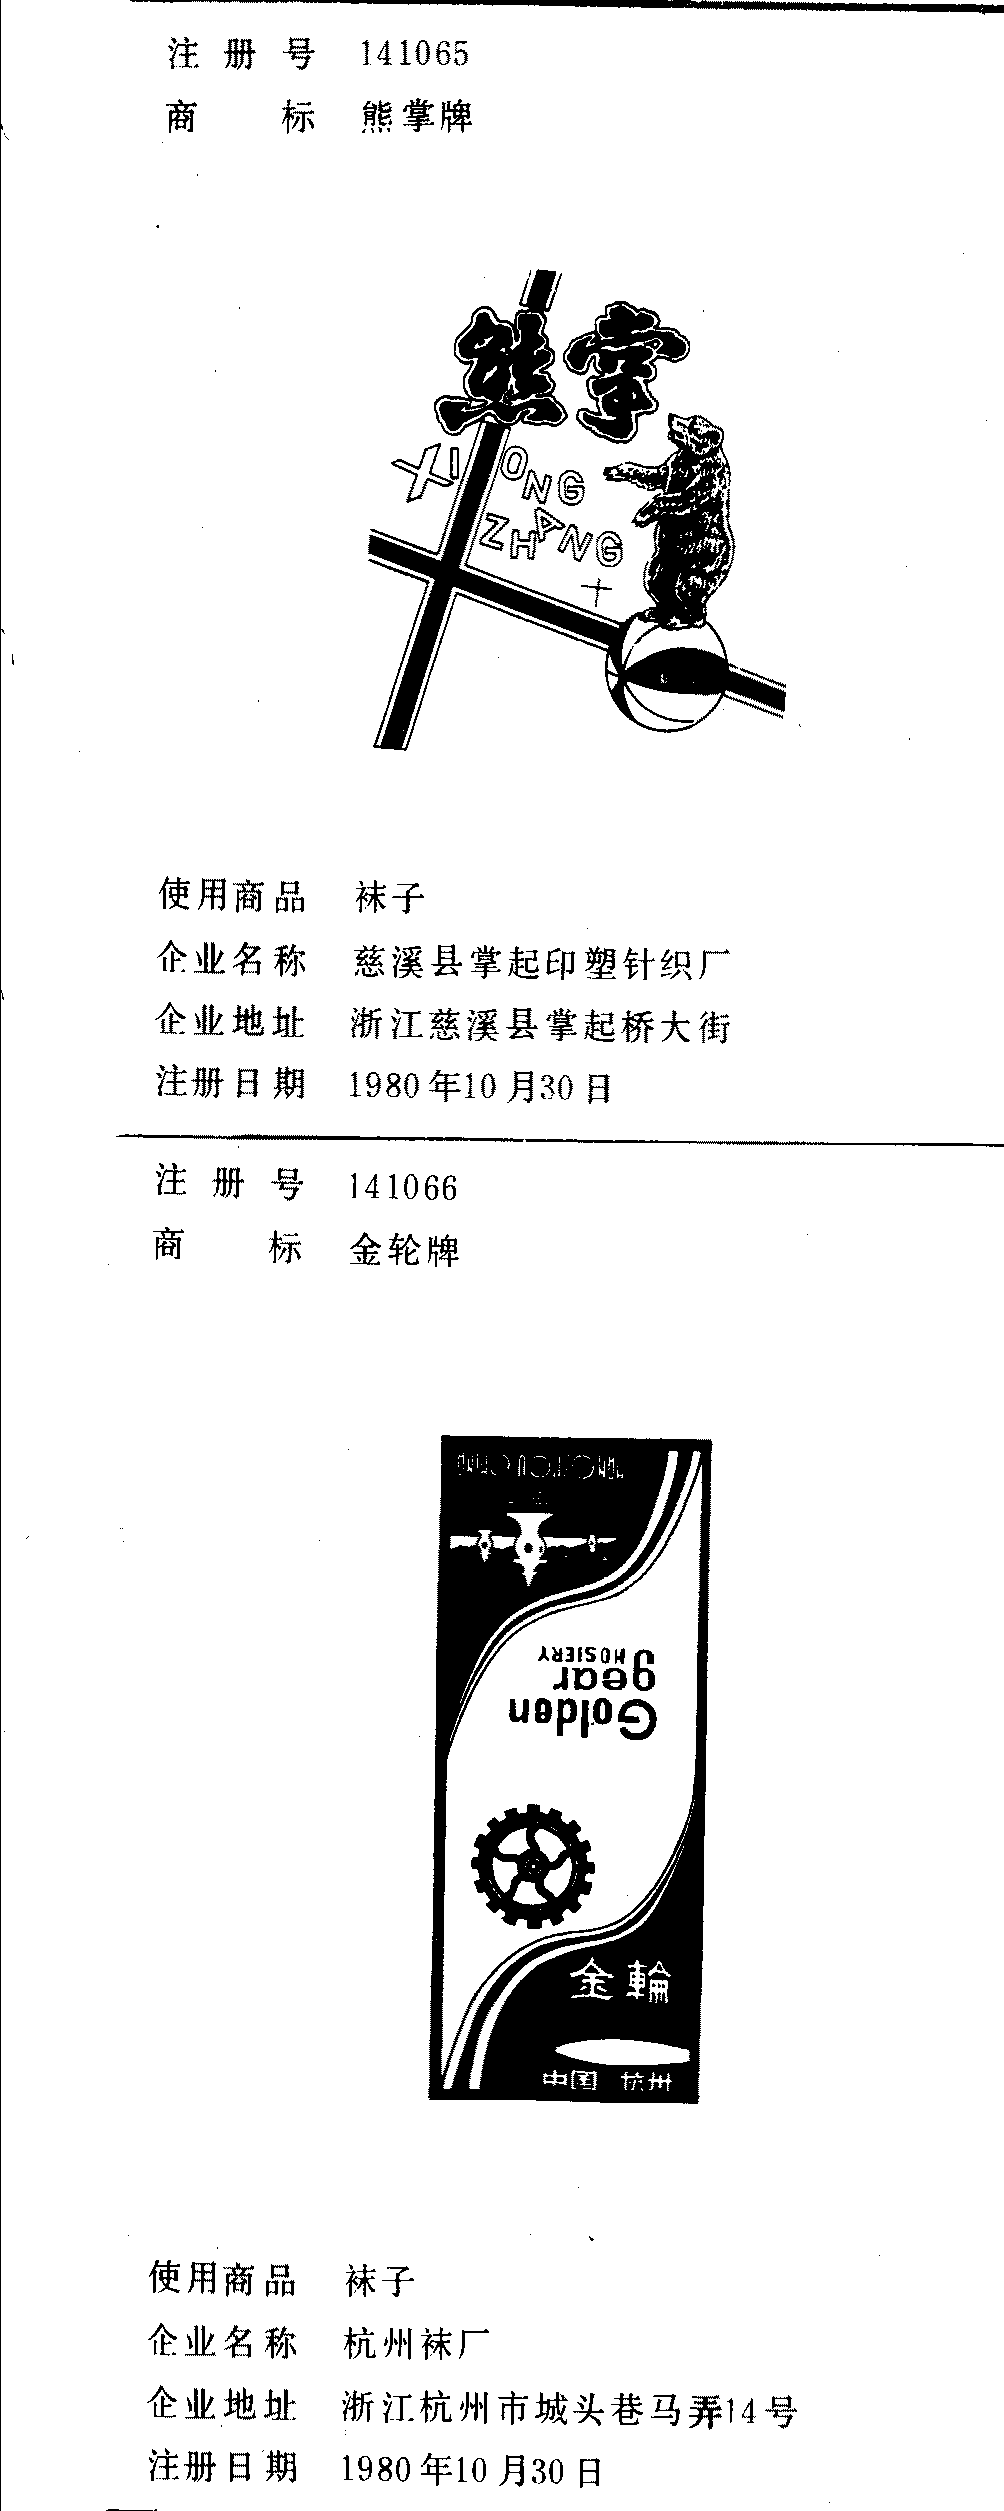 注册号 141065
商标 熊掌牌
熊掌
XIONG
ZHANG
使用商品 袜子
企业名称 慈溪县掌起印塑针织厂
企业地址 浙江慈溪县掌起桥大街
注册日期 1980年10月30日
注册号 141066
商标 金轮牌
Golden
gear
HOSIERY
金輪
中国 杭州
使用商品 袜子
企业名称 杭州袜厂
企业地址 浙江杭州市城头巷马弄14号
注册日期 1980年10月30日